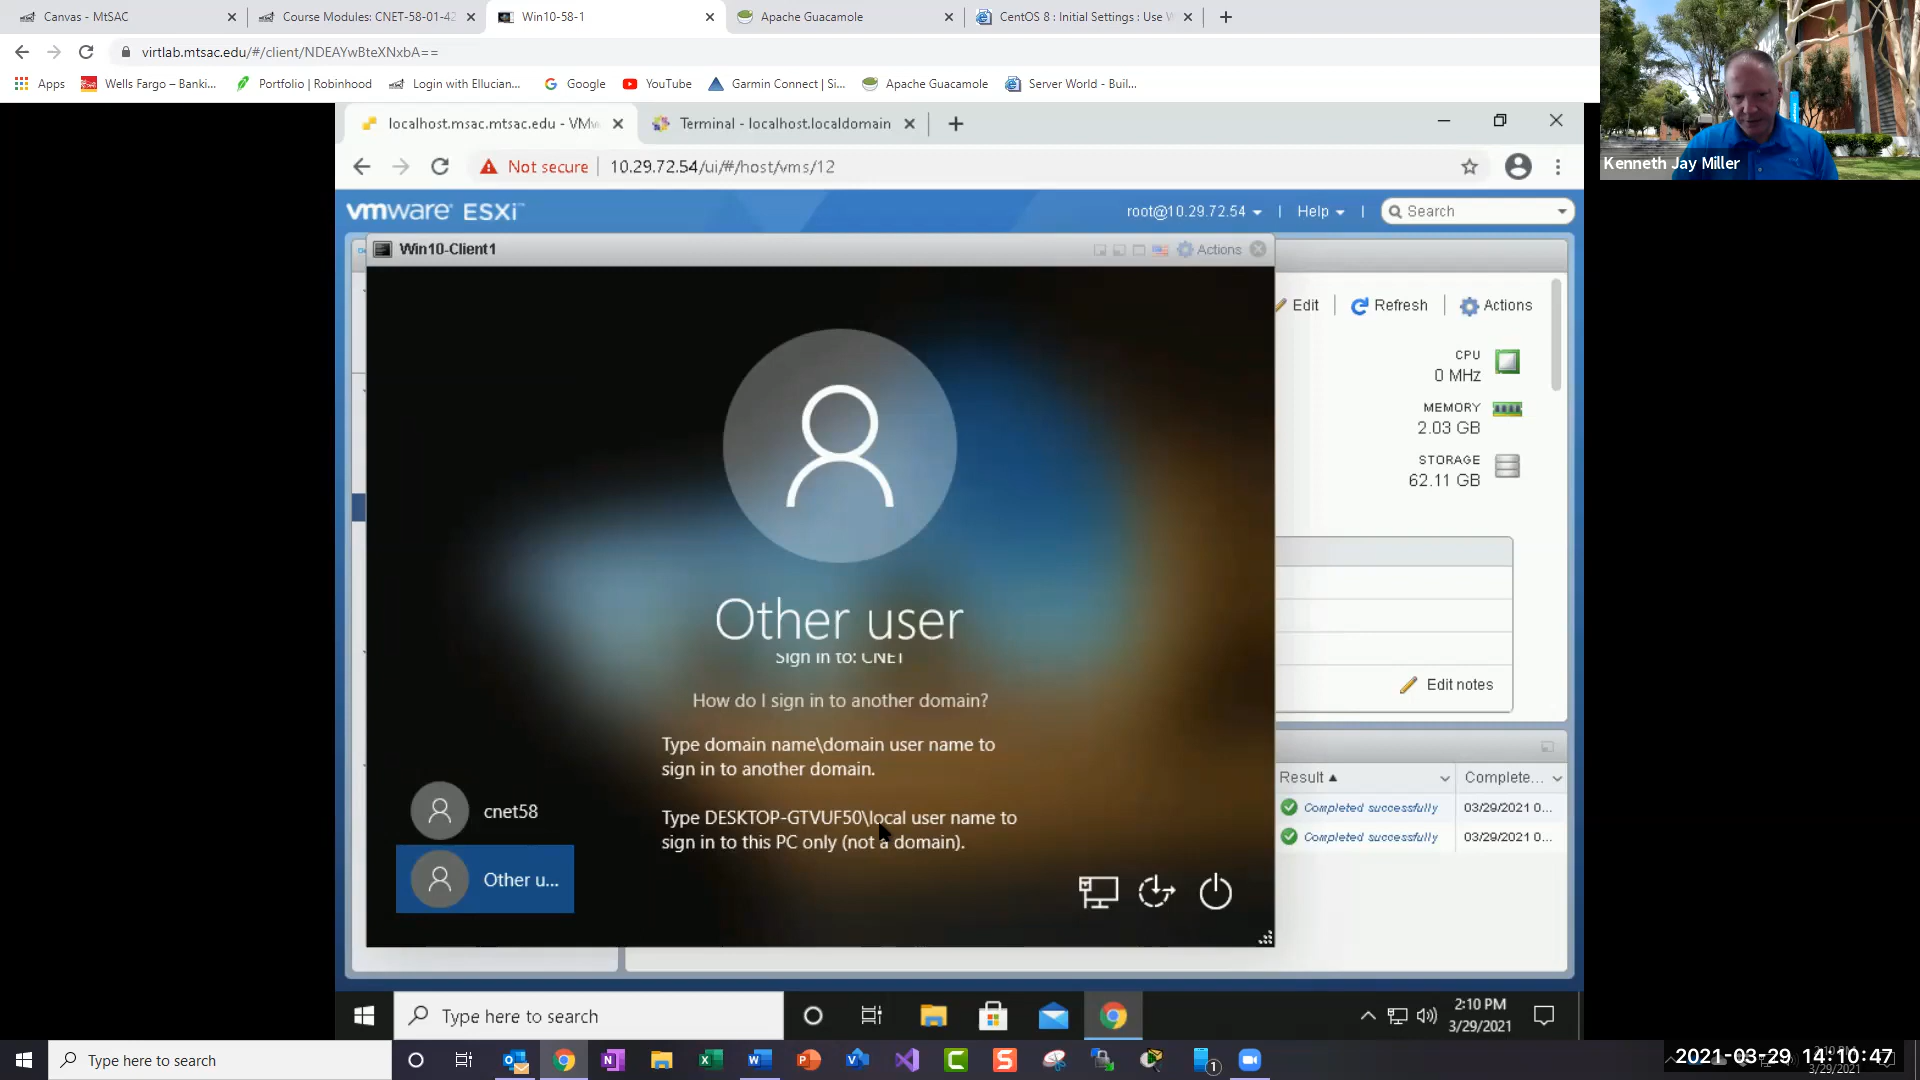 Canvas - MtSAC
Course Modules: CNET-58-01-42
Win10-58-1
Apache Guacamole
CentOS 8 : Initial Settings : Use W
virtlab.mtsac.edu/#/client/NDEAYwBteXNxbA==
Apps
Wells Fargo – Banki...
Portfolio | Robinhood
Login with Ellucian...
Google
YouTube
Garmin Connect | Si...
Apache Guacamole
Server World - Buil...
Kenneth Jay Miller
localhost.msac.mtsac.edu - VMw
Terminal - localhost.localdomain
Not secure
10.29.72.54/ui/#/host/vms/12
vmware ESXi
root@10.29.72.54
Help
Search
Win10-Client1
Actions
Edit
Refresh
Actions
CPU
0 MHz
MEMORY
2.03 GB
STORAGE
62.11 GB
Other user
Sign in to: CNET
How do I sign in to another domain?
Type domain name\domain user name to
sign in to another domain.
Type DESKTOP-GTVUF50\local user name to
sign in to this PC only (not a domain).
cnet58
Other u...
Edit notes
Result
Complete...
Completed successfully
03/29/2021 0...
Completed successfully
03/29/2021 0...
Type here to search
2:10 PM
3/29/2021
Type here to search
2021-03-29 14:10:47
3/29/2021